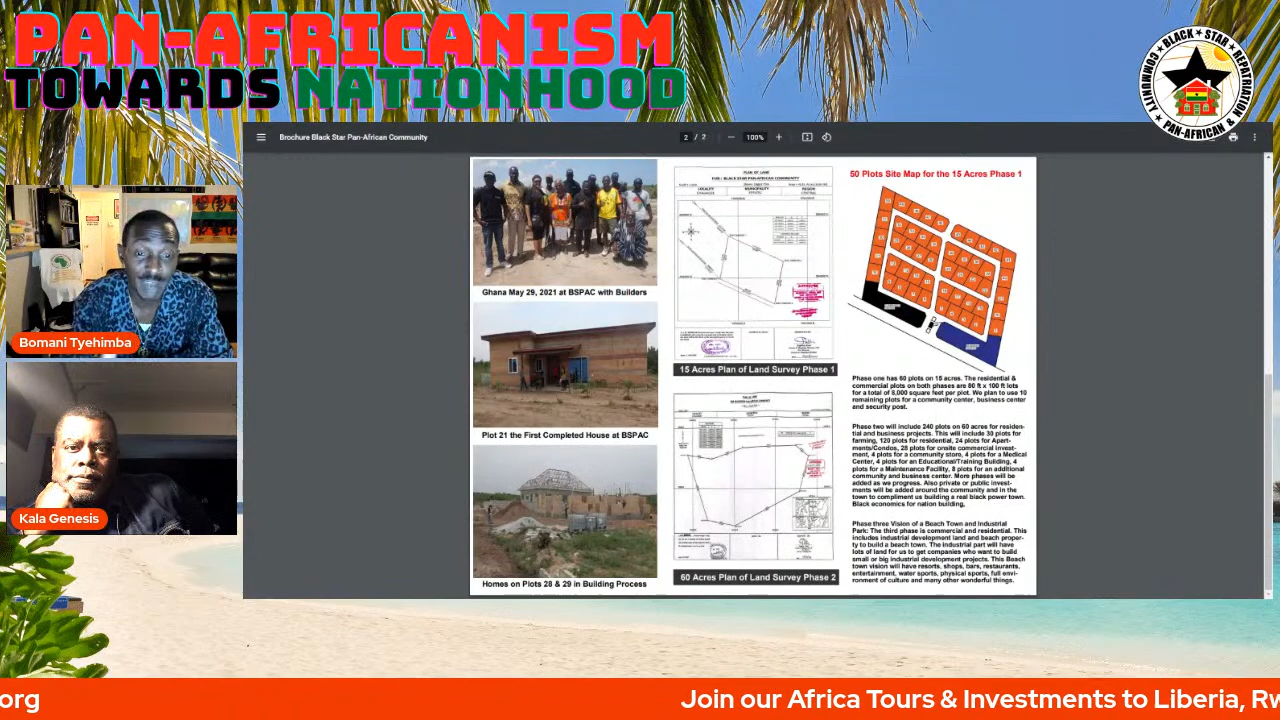 PAN-AFRICANISM
TOWARDS NATIONHOOD
BLACK ★ STAR ★ REPATRIATION ★ PAN-AFRICAN & ★ COMMUNITY
Brochure Black Star Pan-African Community
2 / 2
100%
Bomani Tyehimba
Kala Genesis
Ghana May 29, 2021 at BSPAC with Builders
Plot 21 the First Completed House at BSPAC
Homes on Plots 28 & 29 in Building Process
PLAN OF LAND
FOR : BLACK STAR PAN-AFRICAN COMMUNITY
LOCALITY
MUNICIPALITY
REGION
15 Acres Plan of Land Survey Phase 1
60 Acres Plan of Land Survey Phase 2
50 Plots Site Map for the 15 Acres Phase 1
Phase one has 60 plots on 15 acres. The residential &
commercial plots on both phases are 80 ft x 100 ft lots
for a total of 8,000 square feet per plot. We plan to use 10
remaining plots for a community center, business center
and security post.
Phase two will include 240 plots on 60 acres for residen-
tial and business projects. This will include 30 plots for
farming, 120 plots for residential, 24 plots for Apart-
ments/Condos, 28 plots for onsite commercial invest-
ment, 4 plots for a community store, 4 plots for a Medical
Center, 4 plots for an Educational/Training Building, 4
plots for a Maintenance Facility, 8 plots for an additional
community and business center. More phases will be
added as we progress. Also private or public invest-
ments will be added around the community and in the
town to compliment us building a real black power town.
Black economics for nation building,
Phase three Vision of a Beach Town and Industrial
Park: The third phase is commercial and residential. This
includes industrial development land and beach proper-
ty to build a beach town. The industrial part will have
lots of land for us to get companies who want to build
small or big industrial development projects. This Beach
town vision will have resorts, shops, bars, restaurants,
entertainment, water sports, physical sports, full envi-
ronment of culture and many other wonderful things.
org
Join our Africa Tours & Investments to Liberia, Rw